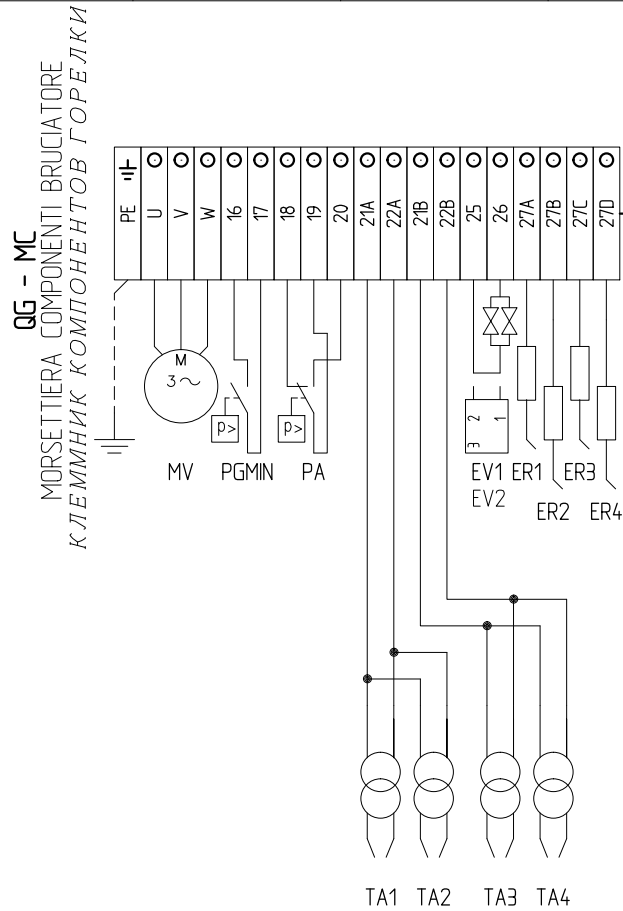 QG - MC
MORSETTIERA COMPONENTI BRUCIATORE
КЛЕММНИК КОМПОНЕНТОВ ГОРЕЛКИ
PE U V W 16 17 18 19 20 21A 22A 21B 22B 25 26 27A 27B 27C 27D
M
3~
p>
p>
3 2 1
MV PGMIN PA EV1 ER1 ER3
EV2 ER2 ER4
TA1 TA2 TA3 TA4